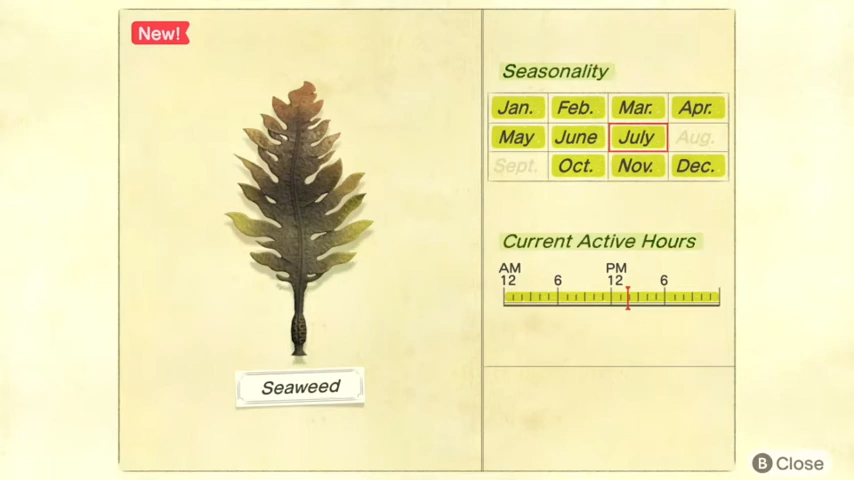 New!
Seasonality
Jan. Feb. Mar. Apr.
May June July Aug.
Sept. Oct. Nov. Dec.
Current Active Hours
AM PM
12 6 12 6
Seaweed
B Close